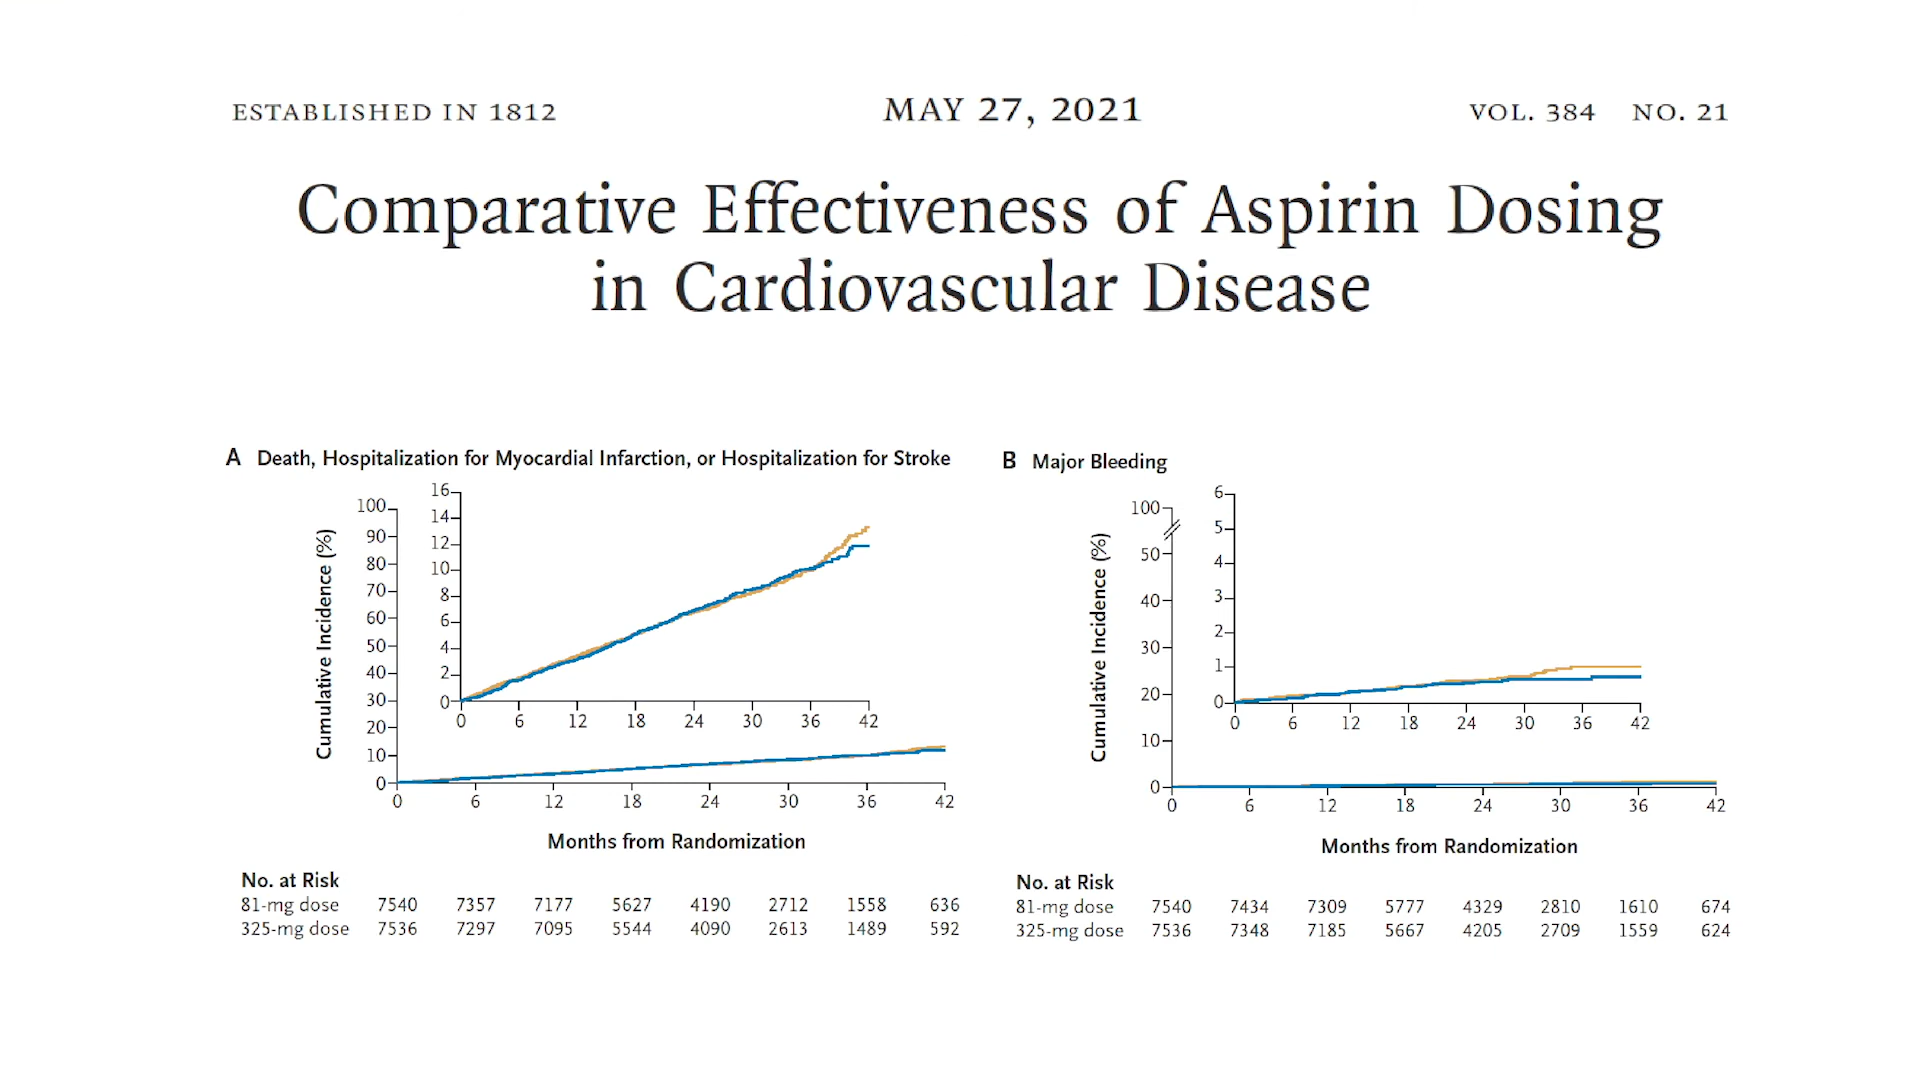 ESTABLISHED IN 1812 MAY 27, 2021 VOL. 384 NO. 21
Comparative Effectiveness of Aspirin Dosing
in Cardiovascular Disease
A Death, Hospitalization for Myocardial Infarction, or Hospitalization for Stroke
Cumulative Incidence (%)
100
90
80
70
60
50
40
30
20
10
0
16
14
12
10
8
6
4
2
0
0 6 12 18 24 30 36 42
0 6 12 18 24 30 36 42
Months from Randomization
No. at Risk
81-mg dose 7540 7357 7177 5627 4190 2712 1558 636
325-mg dose 7536 7297 7095 5544 4090 2613 1489 592
B Major Bleeding
Cumulative Incidence (%)
100
50
40
30
20
10
0
6
5
4
3
2
1
0
0 6 12 18 24 30 36 42
0 6 12 18 24 30 36 42
Months from Randomization
No. at Risk
81-mg dose 7540 7434 7309 5777 4329 2810 1610 674
325-mg dose 7536 7348 7185 5667 4205 2709 1559 624